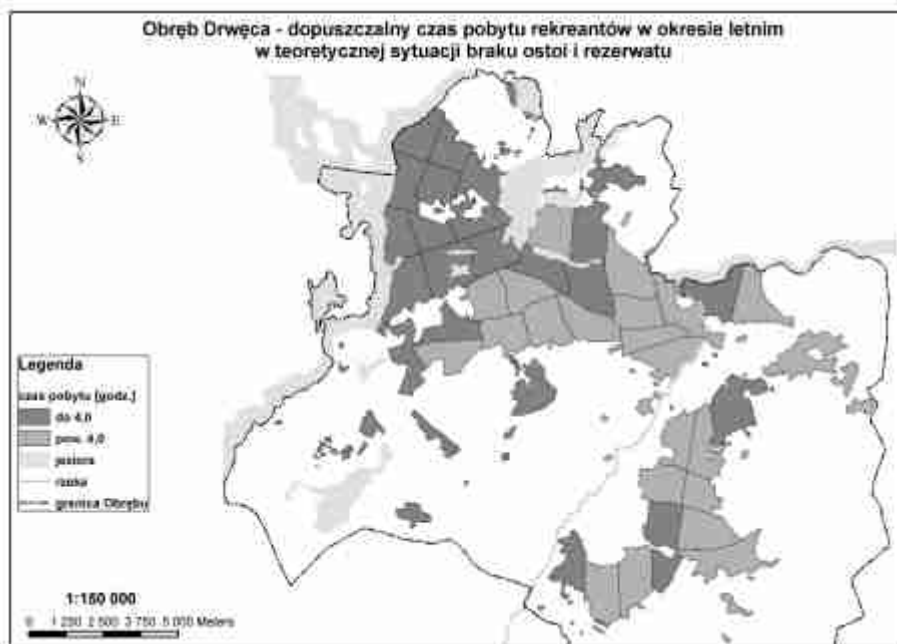 Obręb Drwęca - dopuszczalny czas pobytu rekreantów w okresie letnim
w teoretycznej sytuacji braku ostoi i rezerwatu
N
W E
S
Legenda
czas pobytu [godz.]
do 4,0
pow. 4,0
jeziora
rzeka
granica Obrębu
1:150 000
0 1 250 2 500 3 750 5 000 Meters